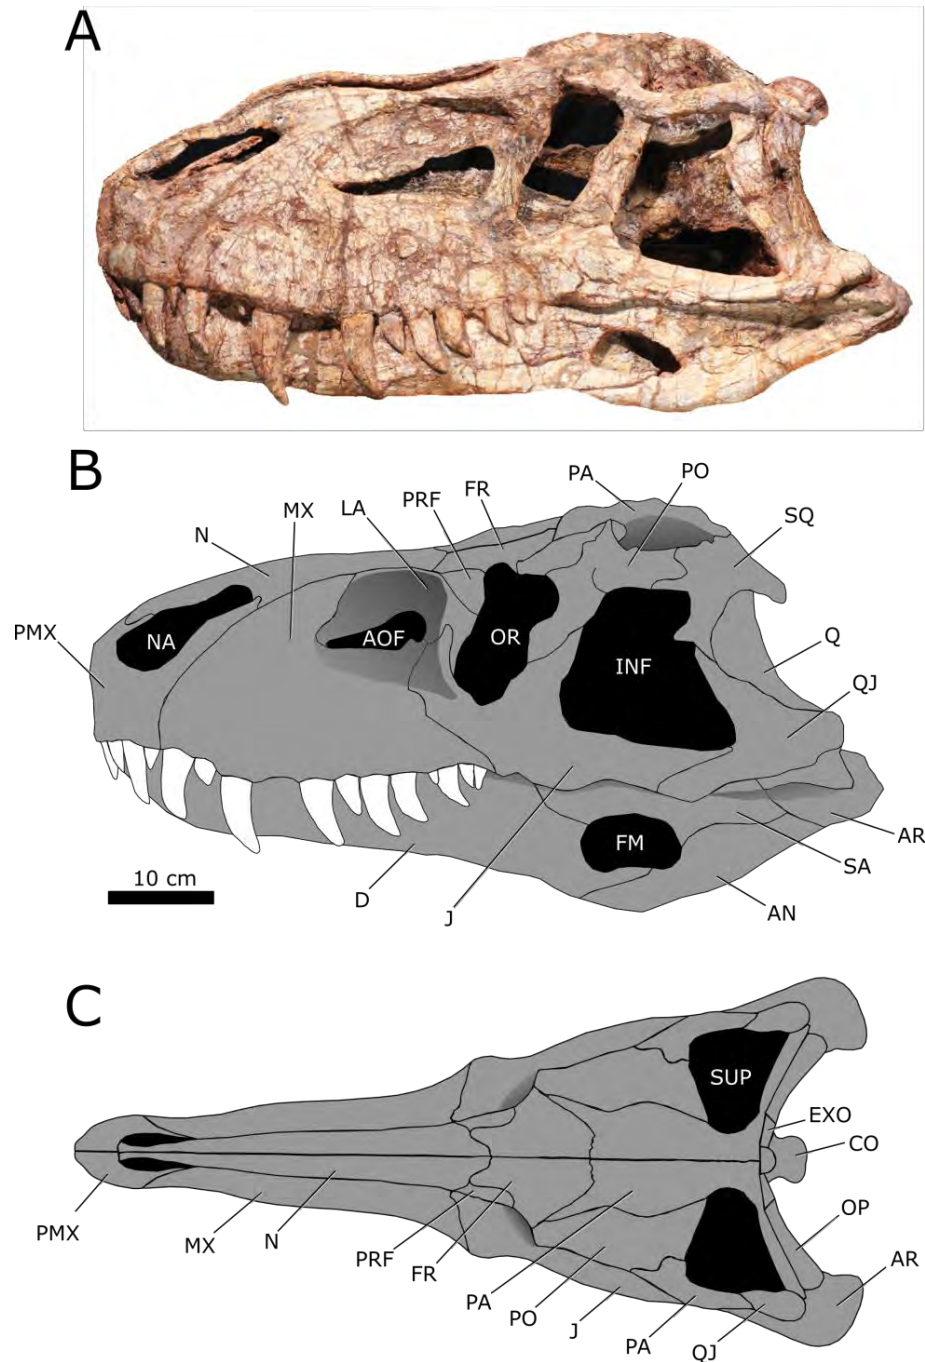 A
B
PA PO
FR
PRF
SQ
LA
MX
N
PMX
NA
AOF
OR
INF
Q
QJ
FM
AR
SA
AN
D
J
10 cm
C
SUP
EXO
CO
OP
AR
PMX
MX
N
PRF
FR
PA
PO
J
PA
QJ